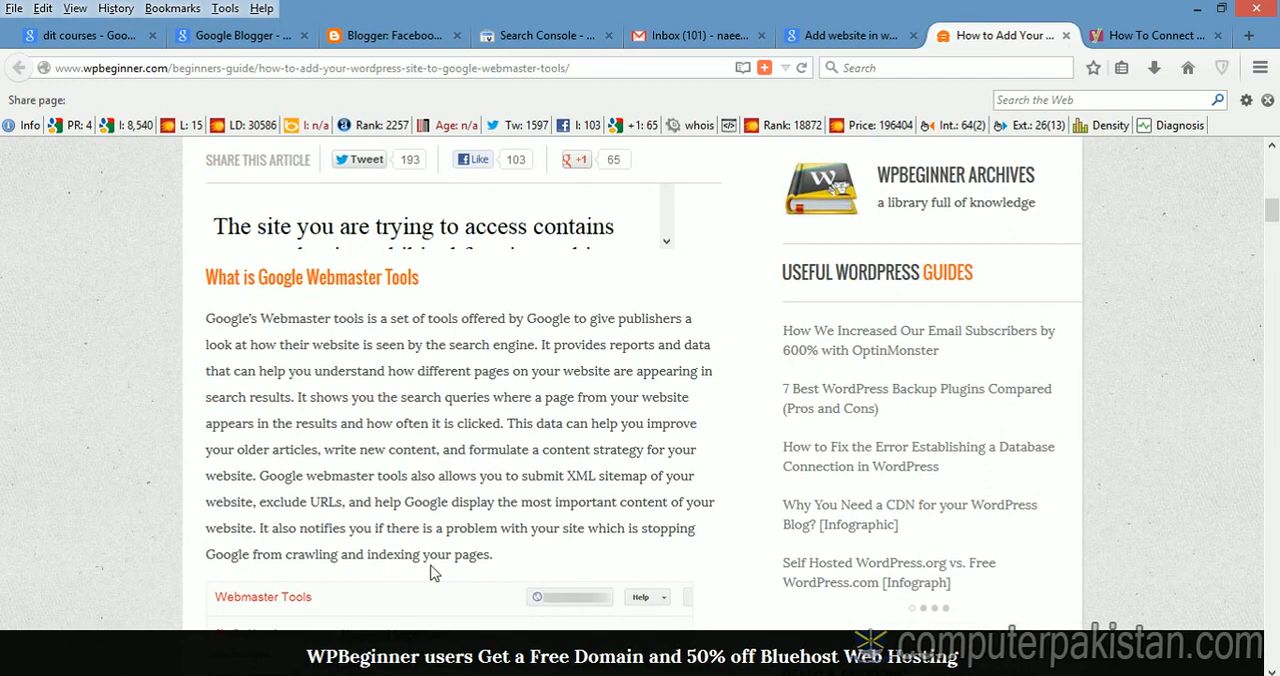 File Edit View History Bookmarks Tools Help
dit courses - Goo... × Google Blogger - ... × Blogger: Faceboo... × Search Console - ... × Inbox (101) - naee... × Add website in w... × How to Add Your ... × How To Connect ... ×
www.wpbeginner.com/beginners-guide/how-to-add-your-wordpress-site-to-google-webmaster-tools/ Search
Share page: Search the Web
Info PR: 4 I: 8,540 L: 15 LD: 30586 I: n/a Rank: 2257 Age: n/a Tw: 1597 I: 103 +1: 65 whois Rank: 18872 Price: 196404 Int.: 64(2) Ext.: 26(13) Density Diagnosis
SHARE THIS ARTICLE Tweet 193 Like 103 +1 65
The site you are trying to access contains
What is Google Webmaster Tools
Google's Webmaster tools is a set of tools offered by Google to give publishers a
look at how their website is seen by the search engine. It provides reports and data
that can help you understand how different pages on your website are appearing in
search results. It shows you the search queries where a page from your website
appears in the results and how often it is clicked. This data can help you improve
your older articles, write new content, and formulate a content strategy for your
website. Google webmaster tools also allows you to submit XML sitemap of your
website, exclude URLs, and help Google display the most important content of your
website. It also notifies you if there is a problem with your site which is stopping
Google from crawling and indexing your pages.
Webmaster Tools Help
WPBEGINNER ARCHIVES
a library full of knowledge
USEFUL WORDPRESS GUIDES
How We Increased Our Email Subscribers by
600% with OptinMonster
7 Best WordPress Backup Plugins Compared
(Pros and Cons)
How to Fix the Error Establishing a Database
Connection in WordPress
Why You Need a CDN for your WordPress
Blog? [Infographic]
Self Hosted WordPress.org vs. Free
WordPress.com [Infograph]
WPBeginner users Get a Free Domain and 50% off Bluehost Web Hosting
computerpakistan.com